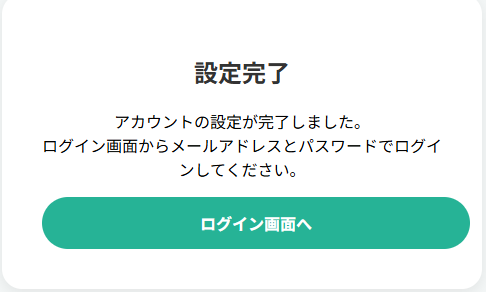 設定完了
アカウントの設定が完了しました。
ログイン画面からメールアドレスとパスワードでログイ
ンしてください。
ログイン画面へ